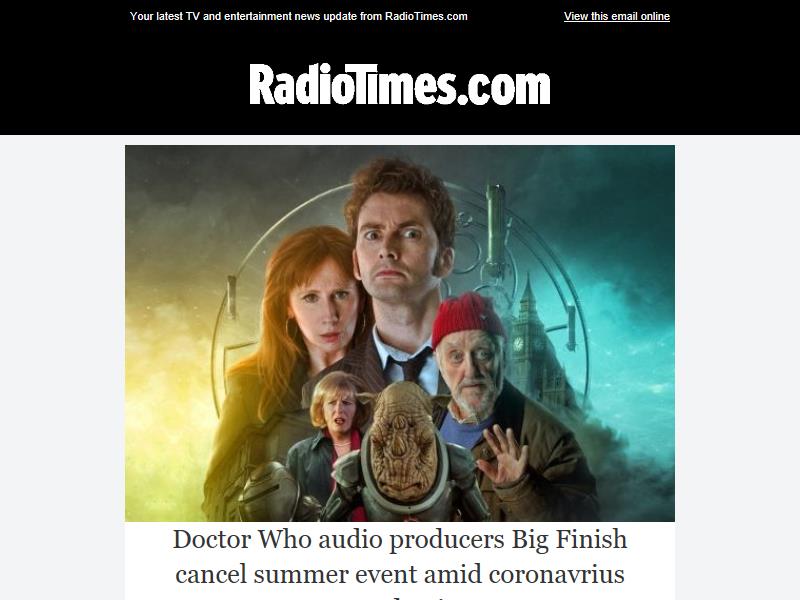 Your latest TV and entertainment news update from RadioTimes.com
View this email online
RadioTimes.com
Doctor Who audio producers Big Finish
cancel summer event amid coronavrius